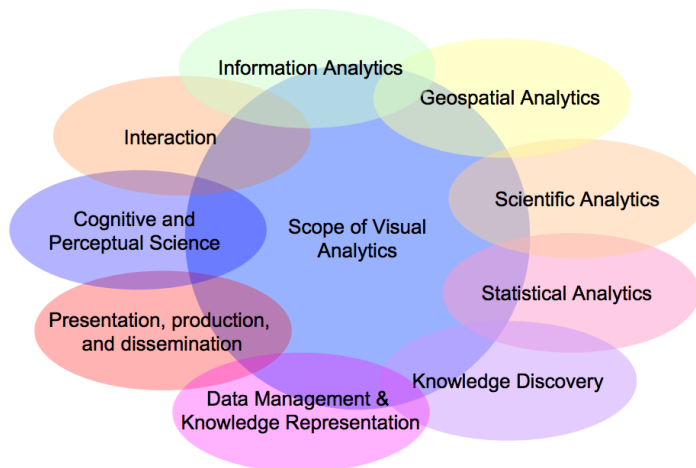 Information Analytics
Geospatial Analytics
Interaction
Scientific Analytics
Cognitive and
Perceptual Science
Scope of Visual
Analytics
Statistical Analytics
Presentation, production,
and dissemination
Knowledge Discovery
Data Management &
Knowledge Representation